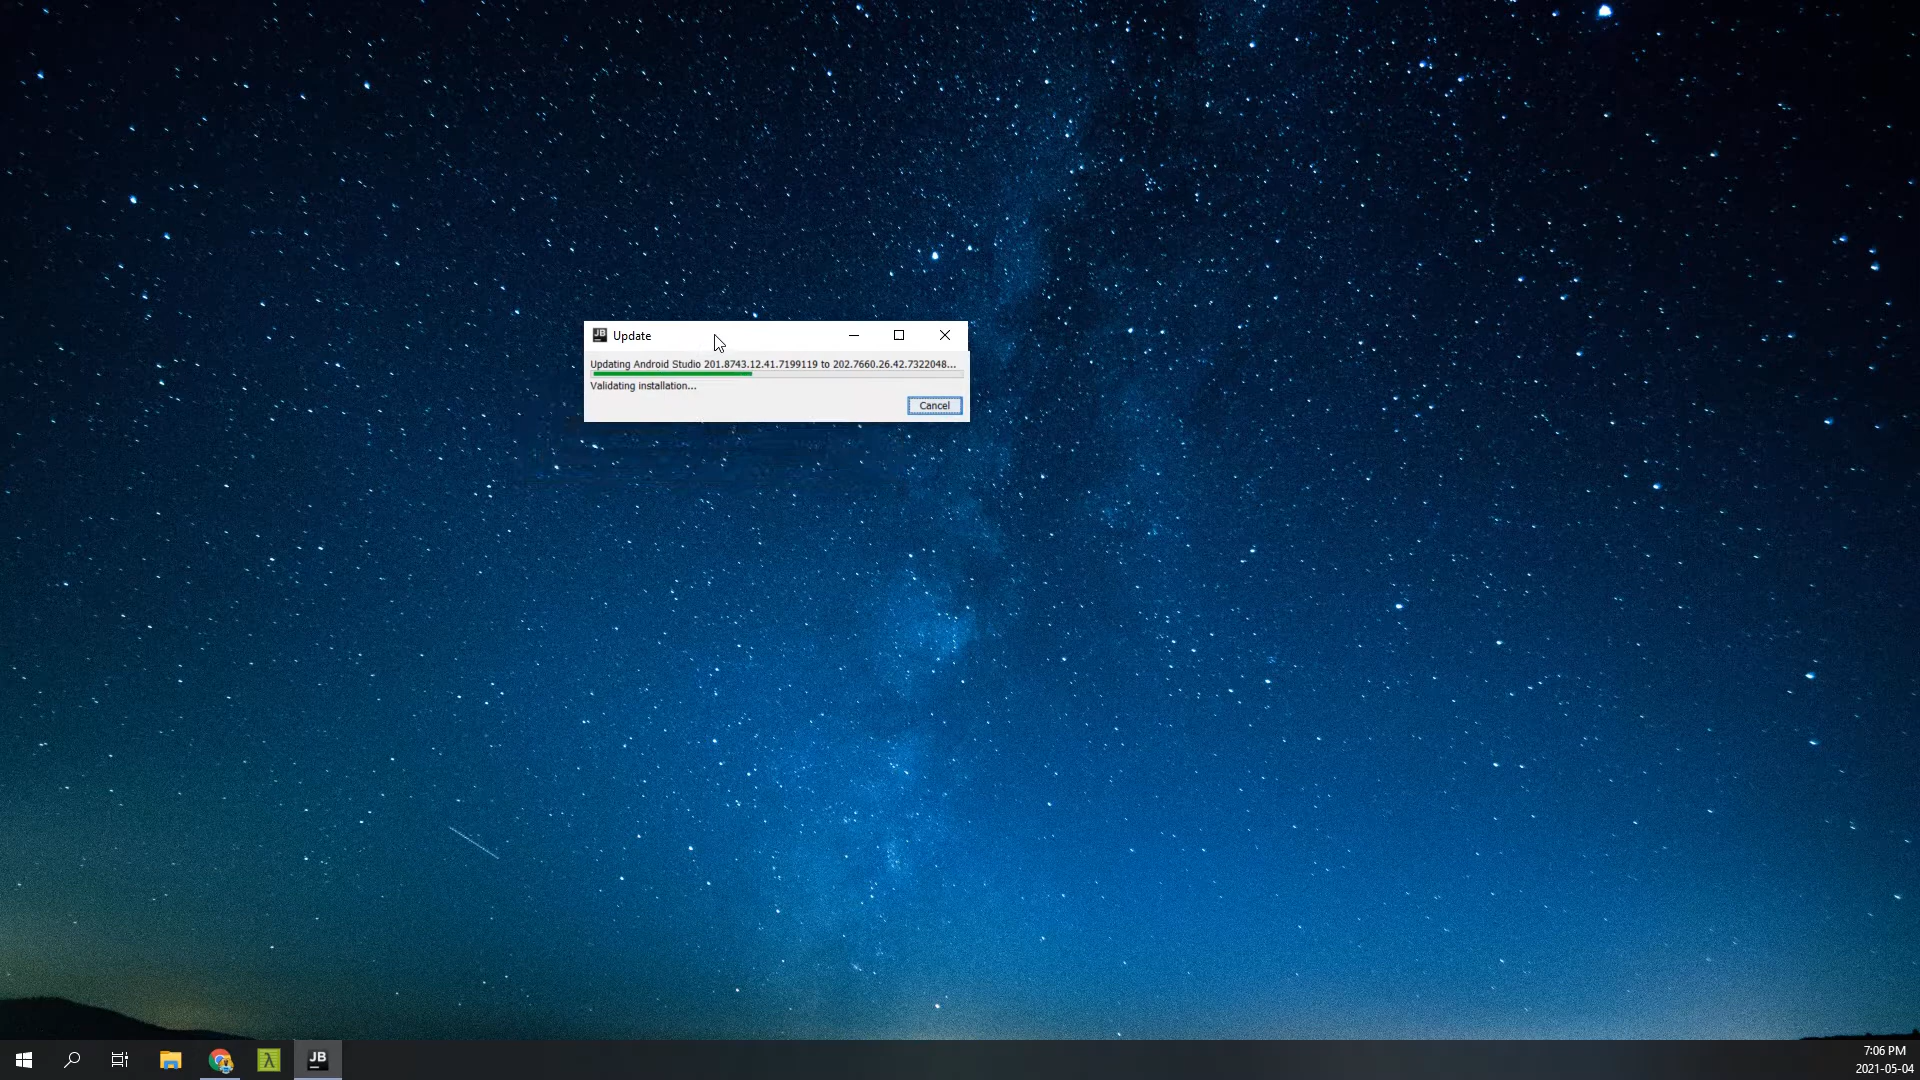 JB Update
Updating Android Studio 201.8743.12.41.7199119 to 202.7660.26.42.7322048...
Validating installation...
Cancel
λ
JB
7:06 PM
2021-05-04